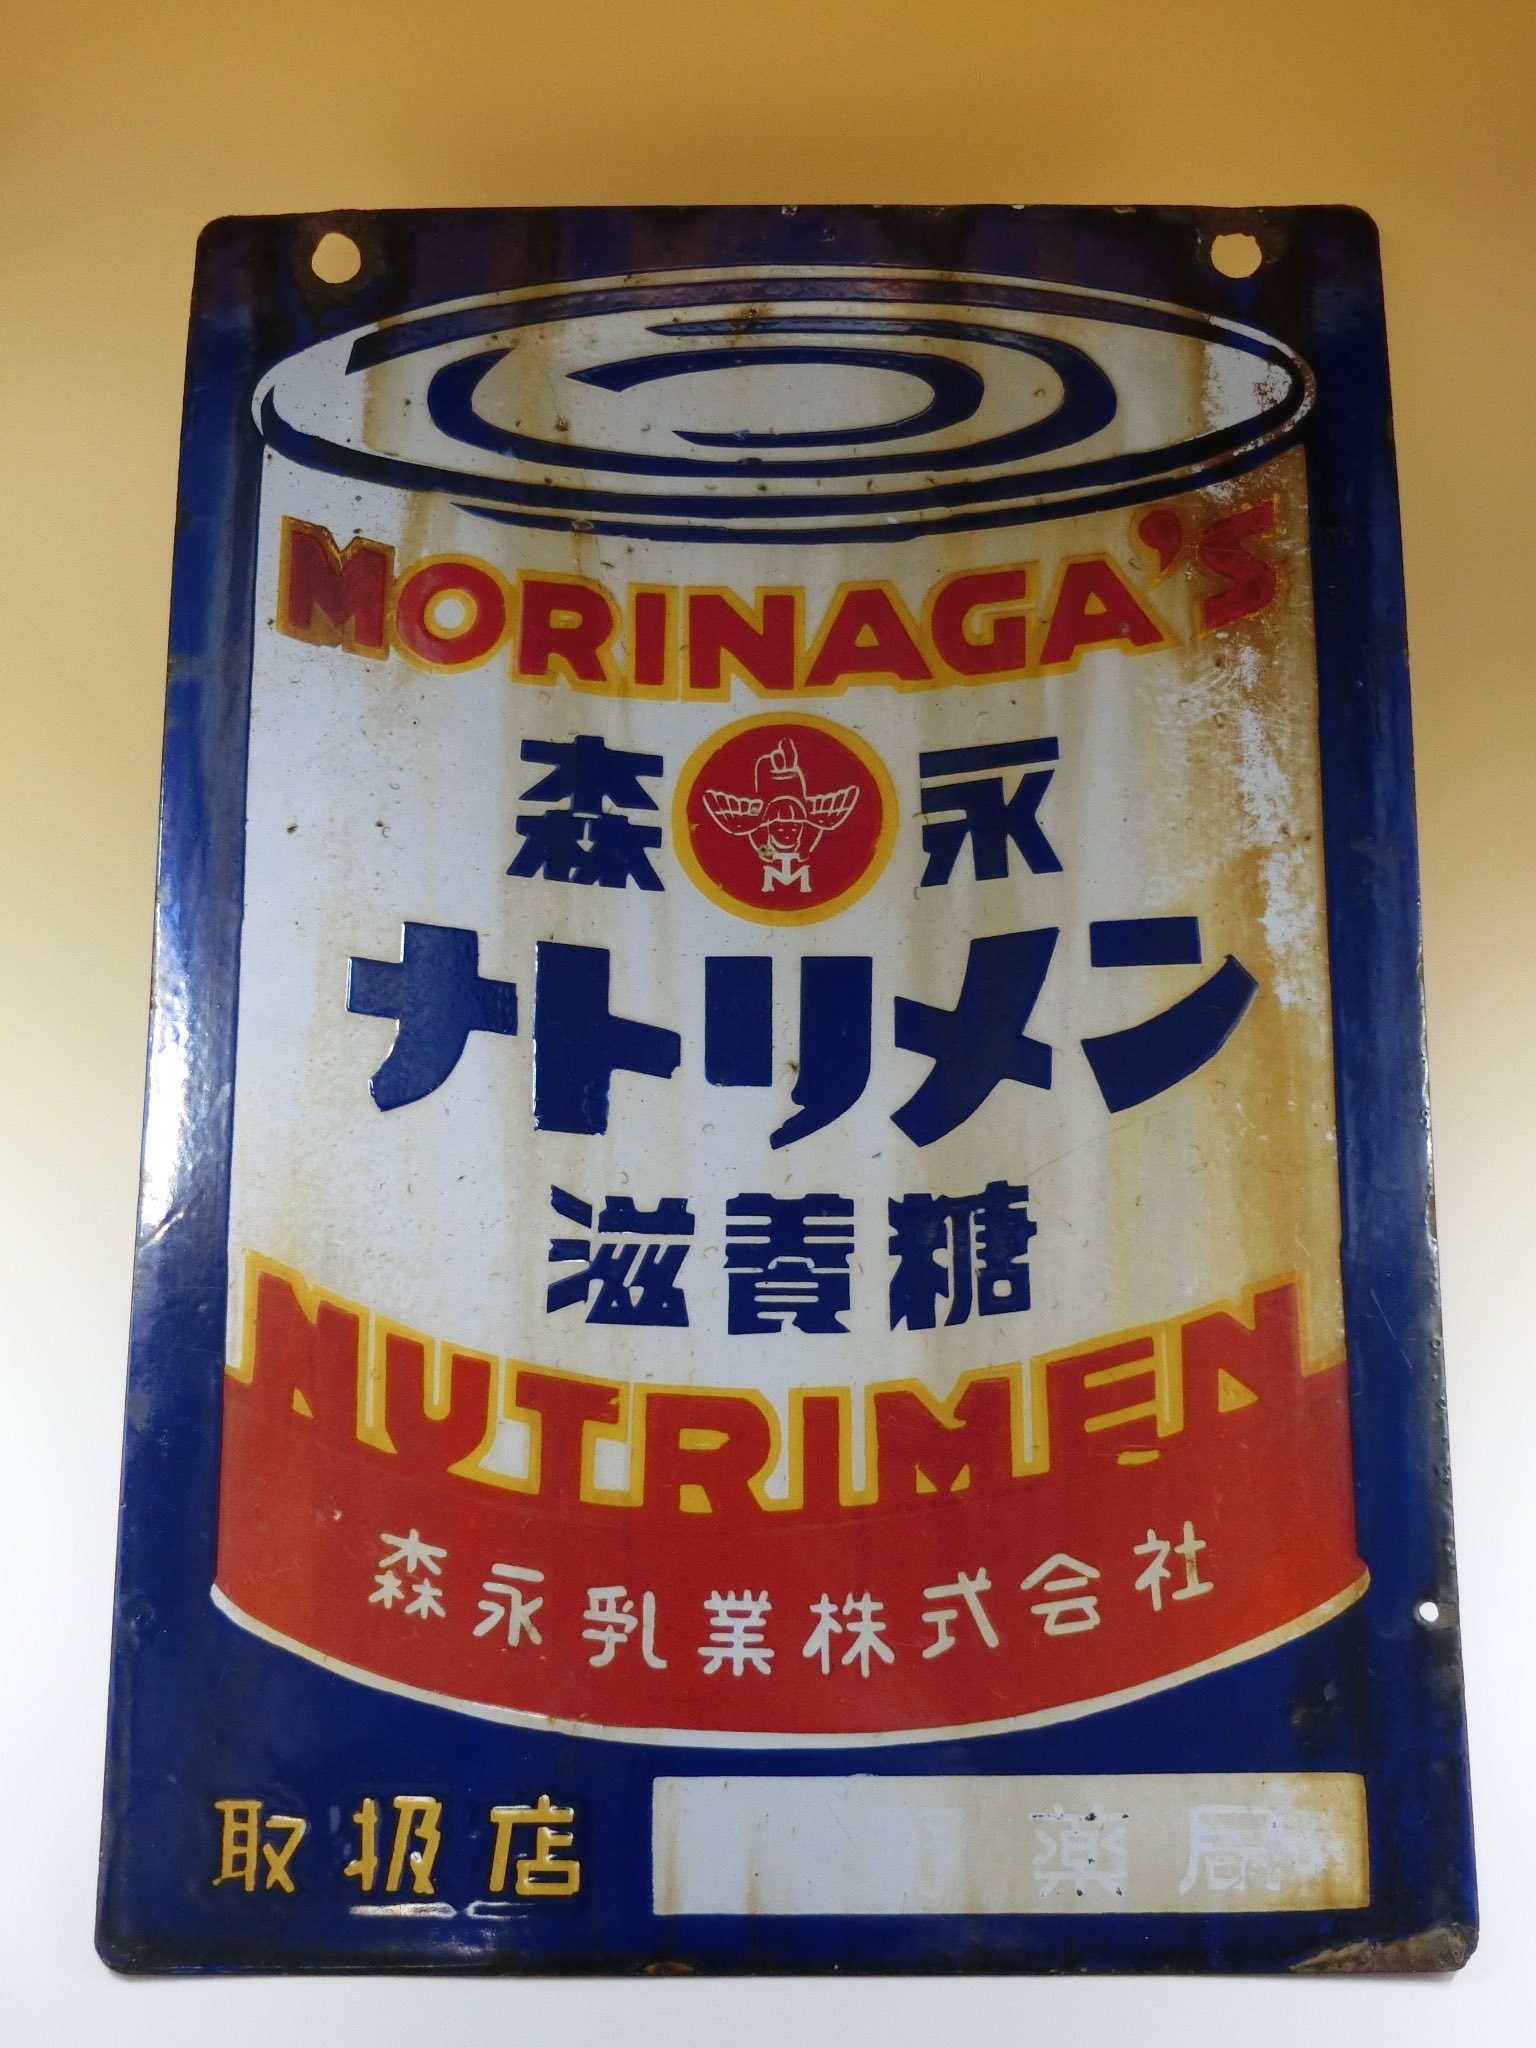 MORINAGA'S
森 永
TM
ナトリメン
滋養糖
NUTRIMEN
森永乳業株式会社
取扱店 薬局